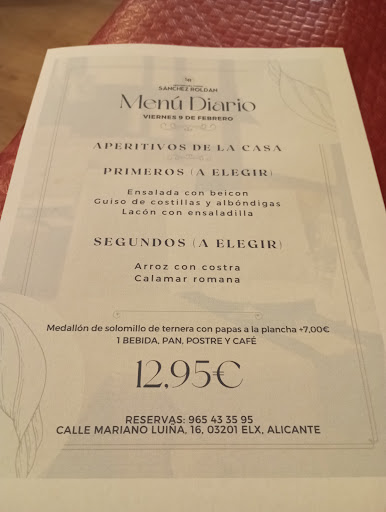 SÁNCHEZ ROLDÁN
Menú Diario
VIERNES 9 DE FEBRERO
APERITIVOS DE LA CASA
PRIMEROS (A ELEGIR)
Ensalada con beicon
Guiso de costillas y albóndigas
Lacón con ensaladilla
SEGUNDOS (A ELEGIR)
Arroz con costra
Calamar romana
Medallón de solomillo de ternera con papas a la plancha +7,00€
1 BEBIDA, PAN, POSTRE Y CAFÉ
12,95€
RESERVAS: 965 43 35 95
CALLE MARIANO LUIÑA, 16, 03201 ELX, ALICANTE